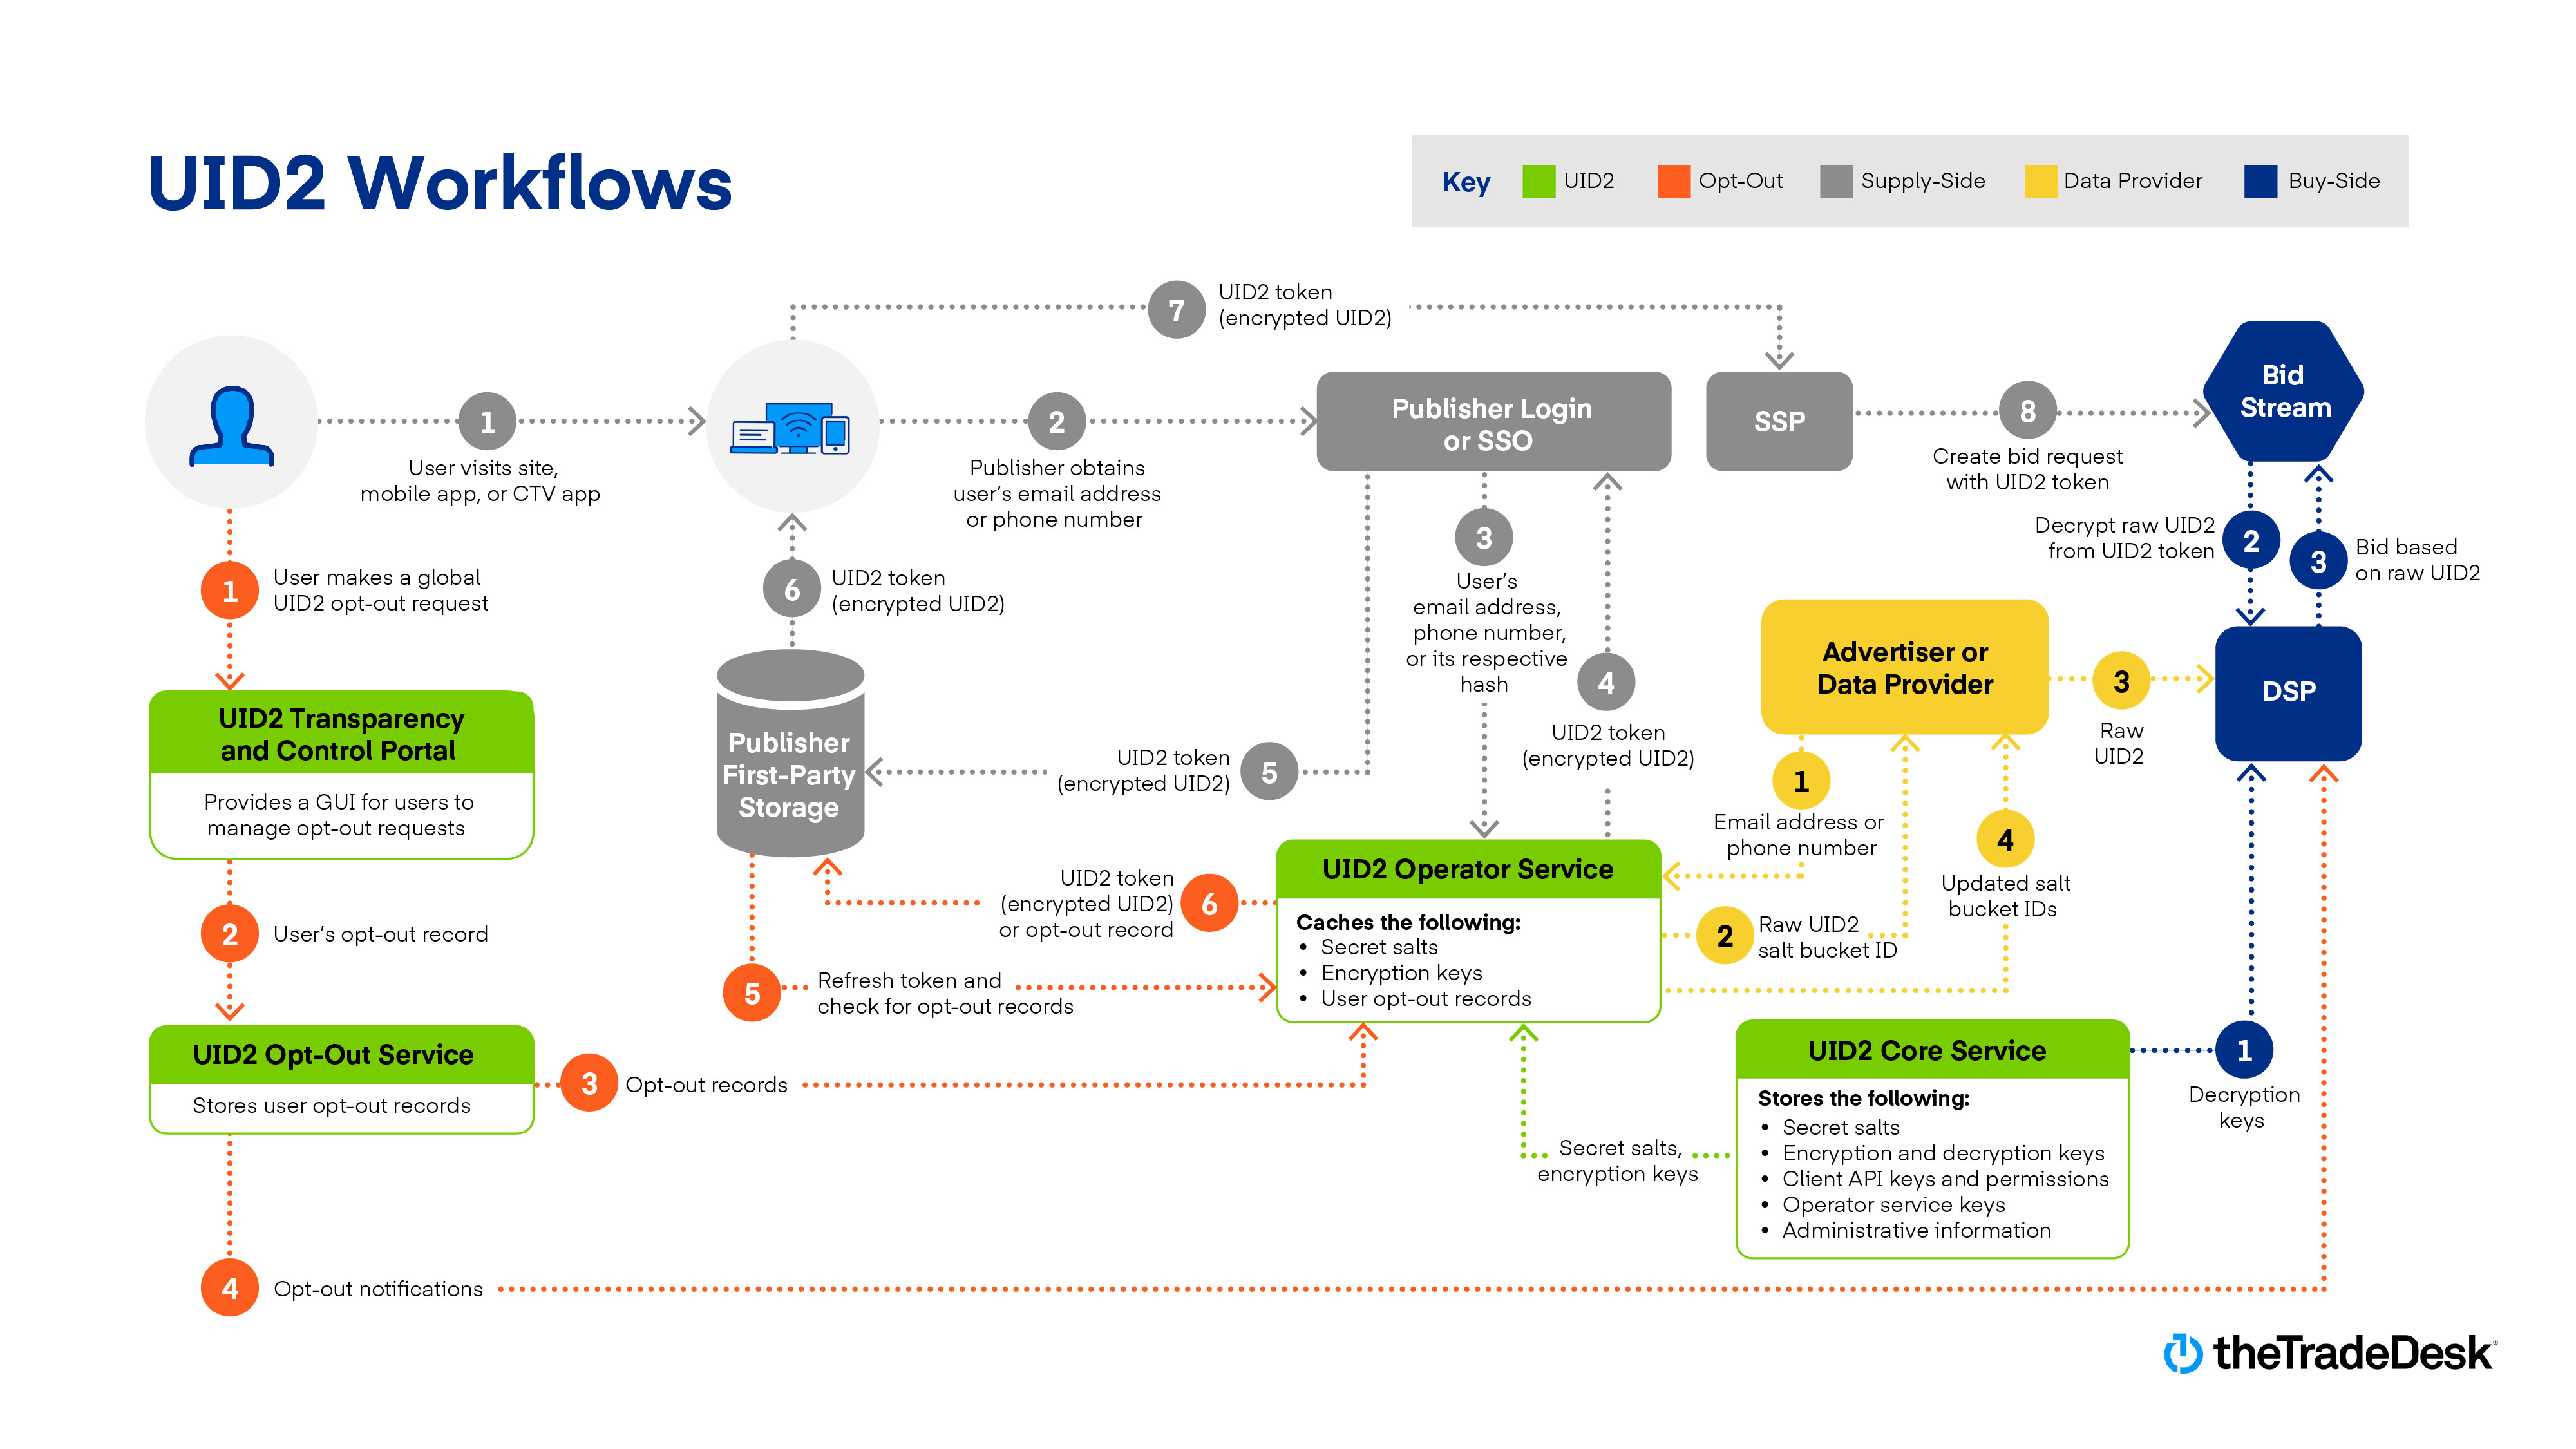 UID2 Workflows
Key
UID2
Opt-Out
Supply-Side
Data Provider
Buy-Side
7
UID2 token
(encrypted UID2)
1
User visits site,
mobile app, or CTV app
2
Publisher obtains
user's email address
or phone number
Publisher Login
or SSO
SSP
8
Create bid request
with UID2 token
Bid
Stream
1
User makes a global
UID2 opt-out request
6
UID2 token
(encrypted UID2)
3
User's
email address,
phone number,
or its respective
hash
4
UID2 token
(encrypted UID2)
Decrypt raw UID2
from UID2 token
2
3
Bid based
on raw UID2
Advertiser or
Data Provider
3
Raw
UID2
DSP
UID2 Transparency
and Control Portal
Provides a GUI for users to
manage opt-out requests
Publisher
First-Party
Storage
UID2 token
(encrypted UID2)
5
1
Email address or
phone number
4
Updated salt
bucket IDs
2
User's opt-out record
UID2 token
(encrypted UID2)
or opt-out record
6
5
Refresh token and
check for opt-out records
UID2 Operator Service
Caches the following:
• Secret salts
• Encryption keys
• User opt-out records
2
Raw UID2
salt bucket ID
UID2 Opt-Out Service
Stores user opt-out records
3
Opt-out records
Secret salts,
encryption keys
UID2 Core Service
Stores the following:
• Secret salts
• Encryption and decryption keys
• Client API keys and permissions
• Operator service keys
• Administrative information
1
Decryption
keys
4
Opt-out notifications
theTradeDesk®